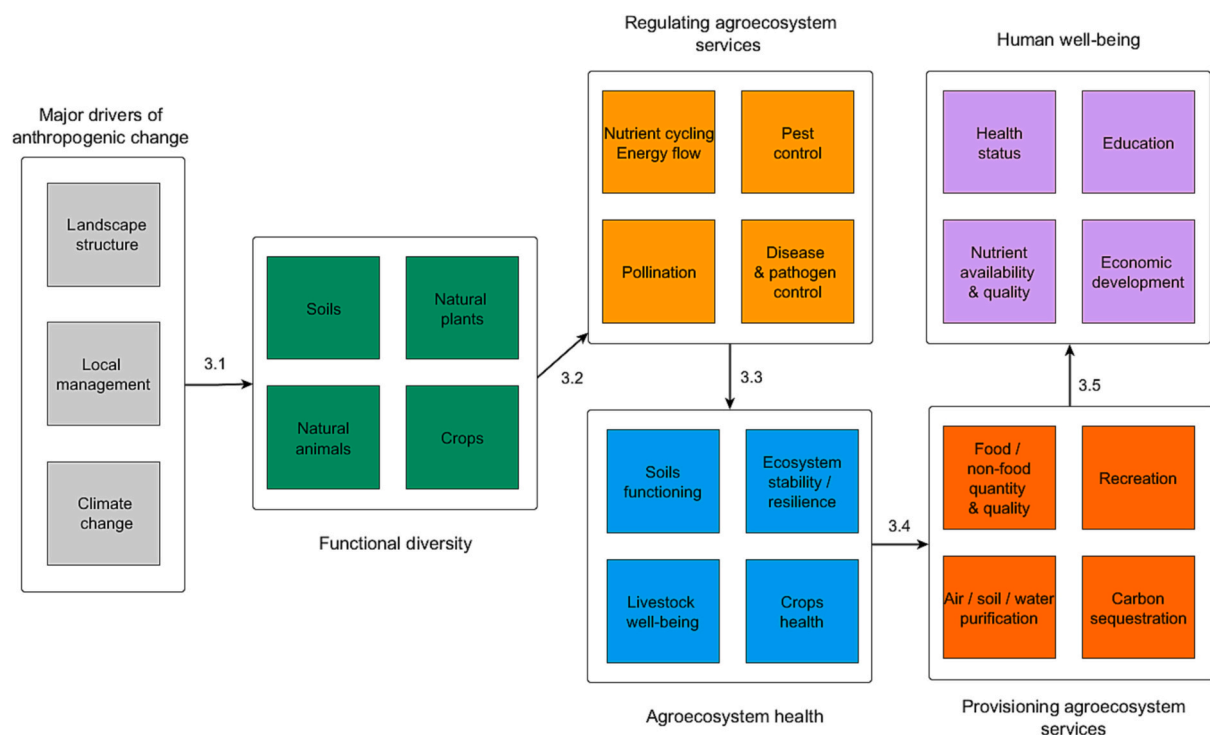 Major drivers of
anthropogenic change
Landscape
structure
Local
management
Climate
change
3.1
Soils
Natural
plants
Natural
animals
Crops
Functional diversity
3.2
Regulating agroecosystem
services
Nutrient cycling
Energy flow
Pest
control
Pollination
Disease
& pathogen
control
3.3
Soils
functioning
Ecosystem
stability /
resilience
Livestock
well-being
Crops
health
Agroecosystem health
3.4
Food /
non-food
quantity
& quality
Recreation
Air / soil / water
purification
Carbon
sequestration
Provisioning agroecosystem
services
3.5
Human well-being
Health
status
Education
Nutrient
availability
& quality
Economic
development